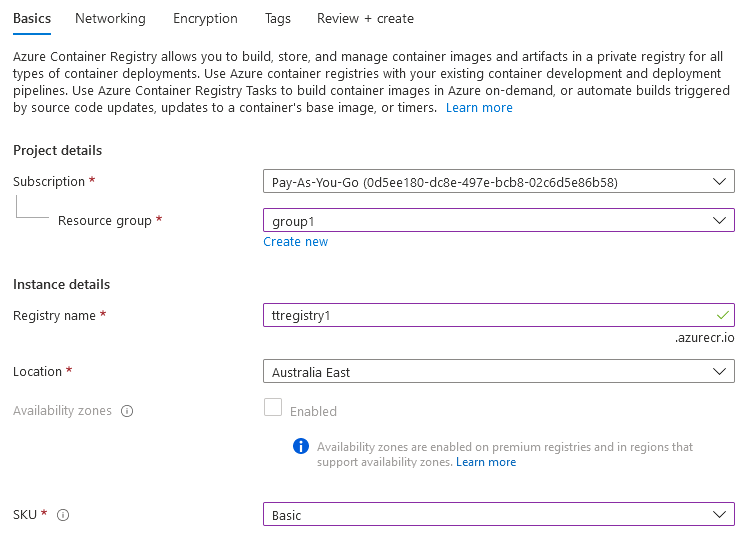 Basics Networking Encryption Tags Review + create
Azure Container Registry allows you to build, store, and manage container images and artifacts in a private registry for all
types of container deployments. Use Azure container registries with your existing container development and deployment
pipelines. Use Azure Container Registry Tasks to build container images in Azure on-demand, or automate builds triggered
by source code updates, updates to a container's base image, or timers. Learn more
Project details
Subscription * Pay-As-You-Go (0d5ee180-dc8e-497e-bcb8-02c6d5e86b58)
Resource group * group1
Create new
Instance details
Registry name * ttregistry1
.azurecr.io
Location * Australia East
Availability zones Enabled
Availability zones are enabled on premium registries and in regions that
support availability zones. Learn more
SKU * Basic